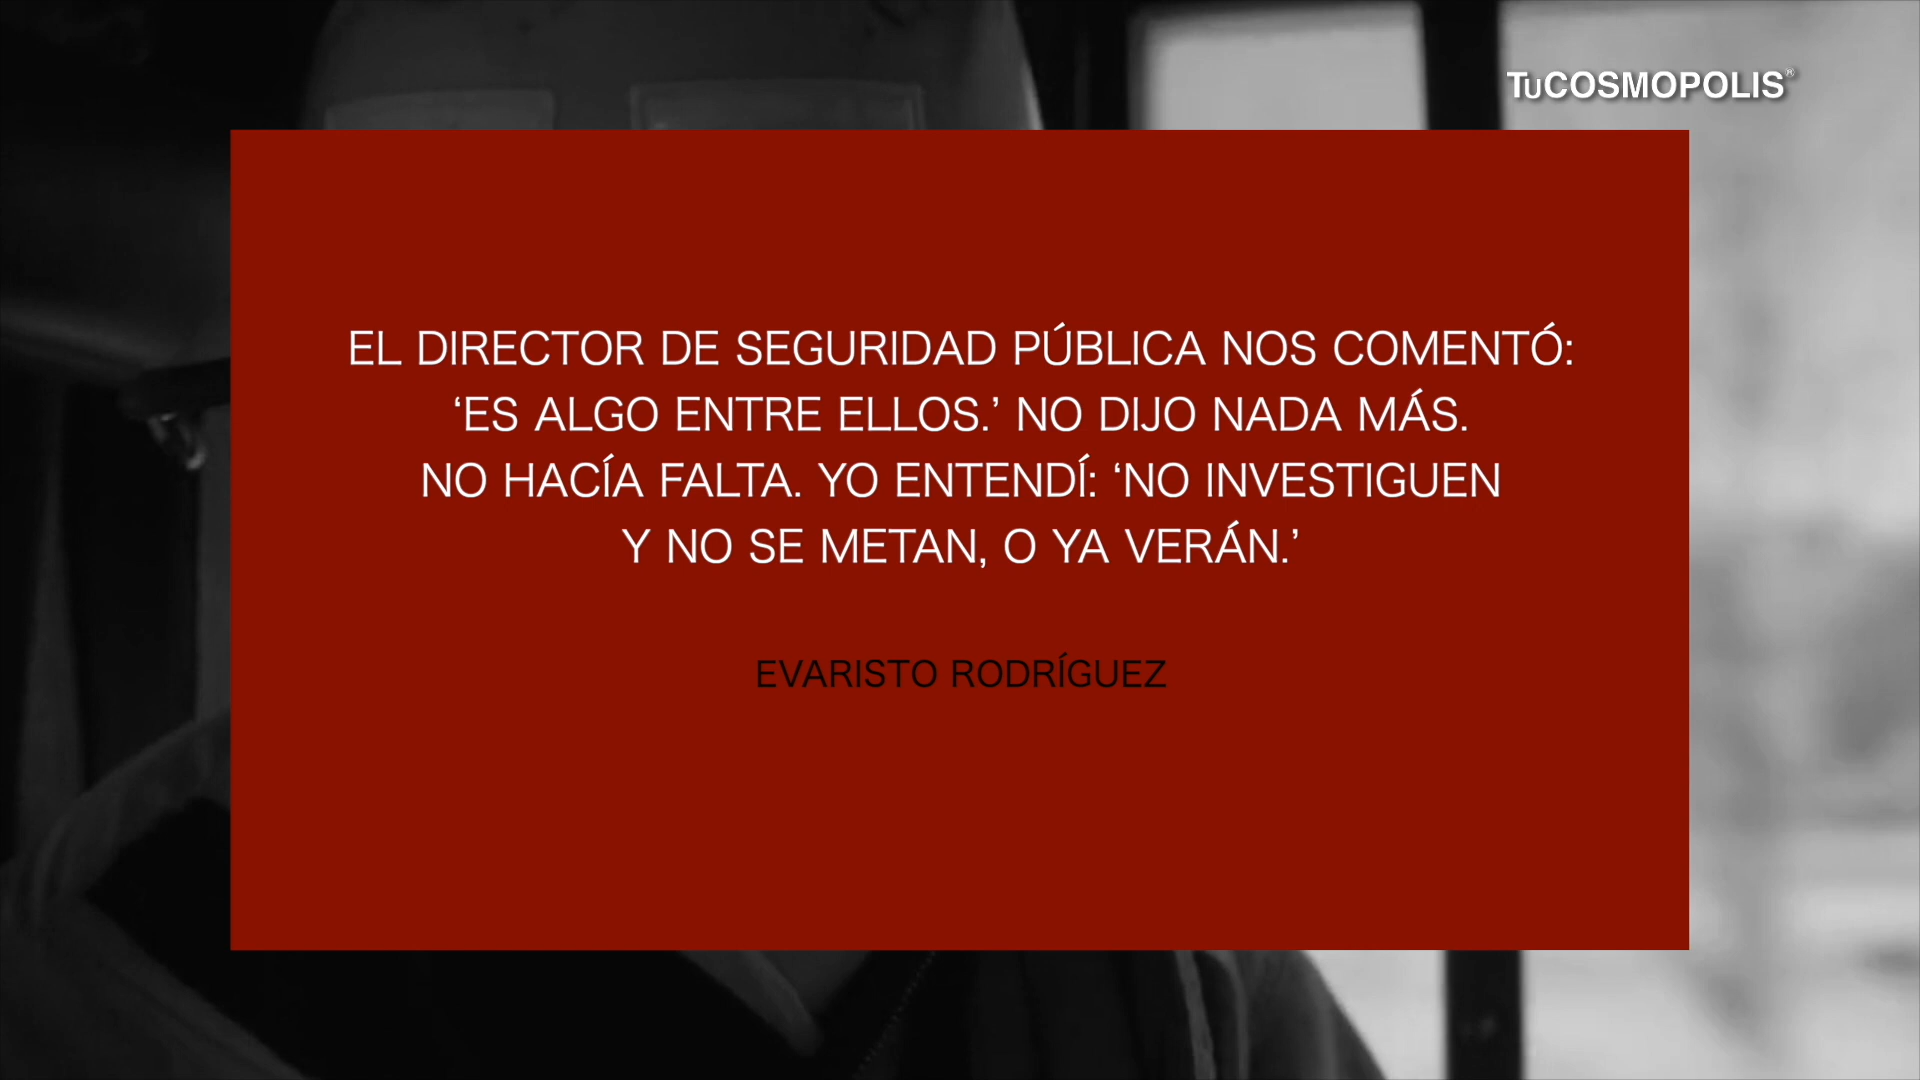 TuCOSMOPOLIS®
EL DIRECTOR DE SEGURIDAD PÚBLICA NOS COMENTÓ:
‘ES ALGO ENTRE ELLOS.’ NO DIJO NADA MÁS.
NO HACÍA FALTA. YO ENTENDÍ: ‘NO INVESTIGUEN
Y NO SE METAN, O YA VERÁN.’
EVARISTO RODRÍGUEZ